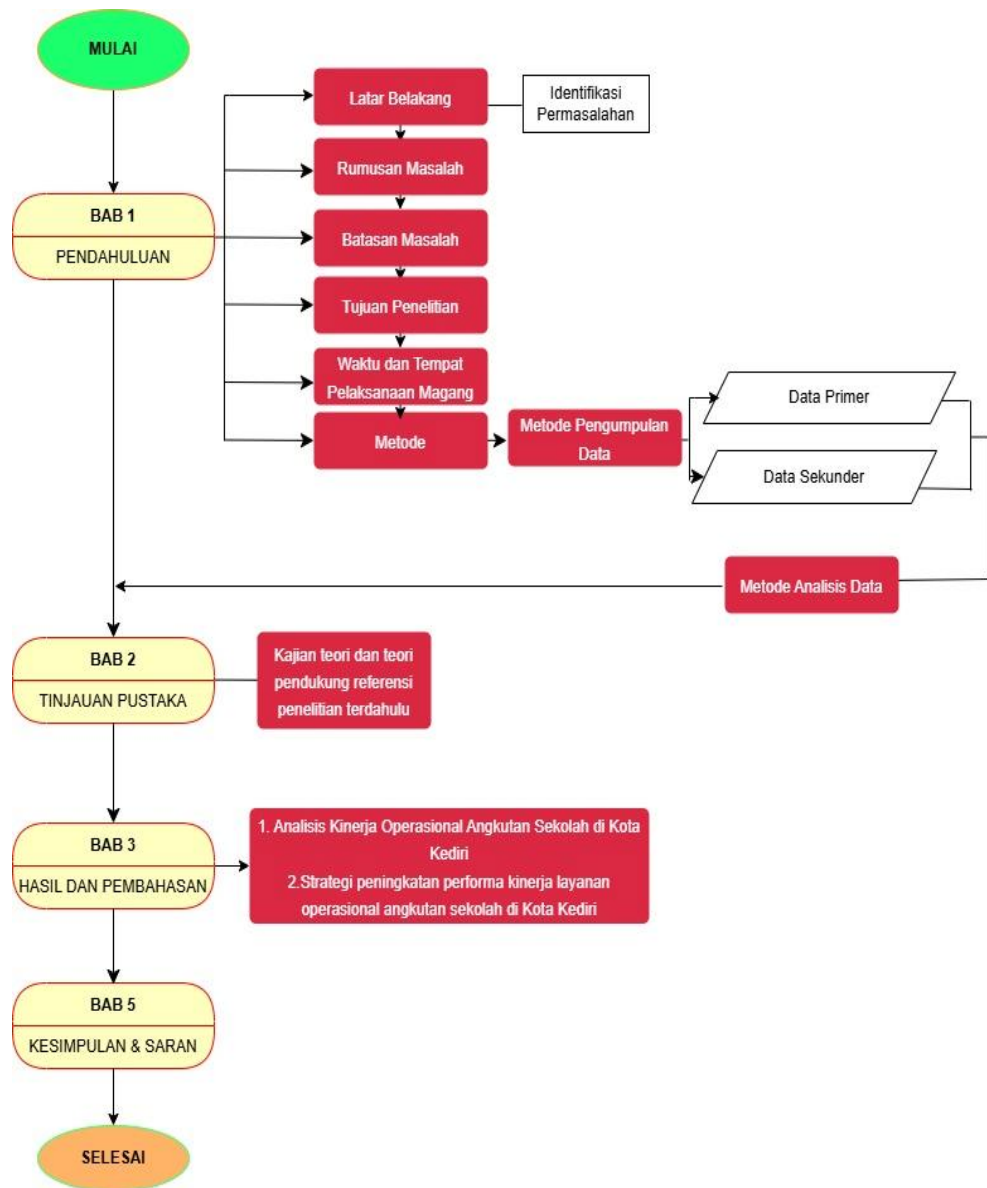 MULAI
Latar Belakang
Identifikasi
Permasalahan
Rumusan Masalah
BAB 1
PENDAHULUAN
Batasan Masalah
Tujuan Penelitian
Waktu dan Tempat
Pelaksanaan Magang
Metode
Metode Pengumpulan
Data
Data Primer
Data Sekunder
Metode Analisis Data
BAB 2
TINJAUAN PUSTAKA
Kajian teori dan teori
pendukung referensi
penelitian terdahulu
BAB 3
HASIL DAN PEMBAHASAN
1. Analisis Kinerja Operasional Angkutan Sekolah di Kota
Kediri
2.Strategi peningkatan performa kinerja layanan
operasional angkutan sekolah di Kota Kediri
BAB 5
KESIMPULAN & SARAN
SELESAI